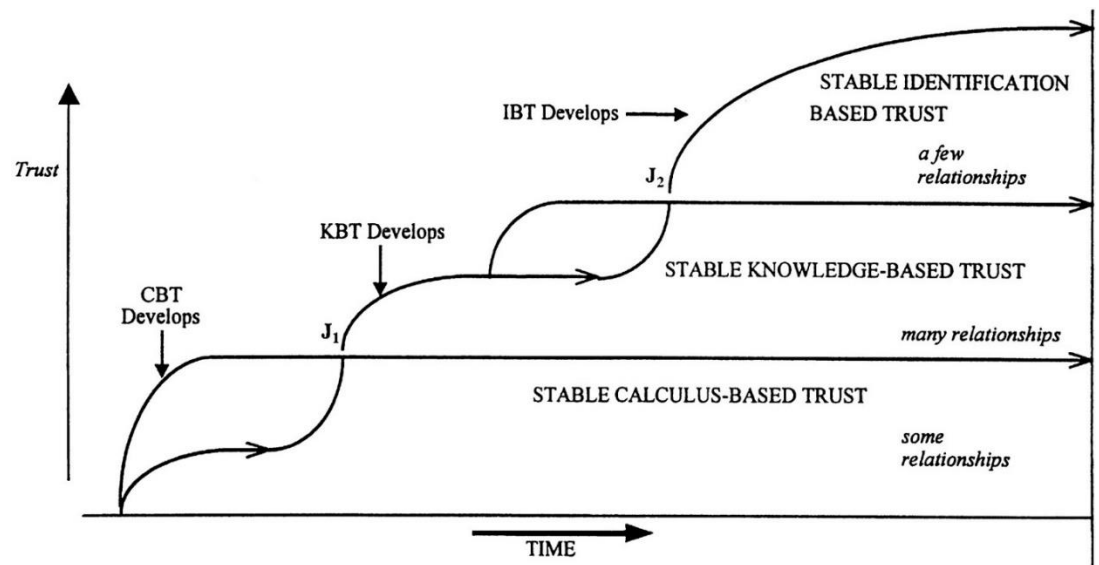 STABLE IDENTIFICATION
BASED TRUST
IBT Develops
a few
relationships
Trust
J2
KBT Develops
STABLE KNOWLEDGE-BASED TRUST
CBT
Develops
J1
many relationships
STABLE CALCULUS-BASED TRUST
some
relationships
TIME